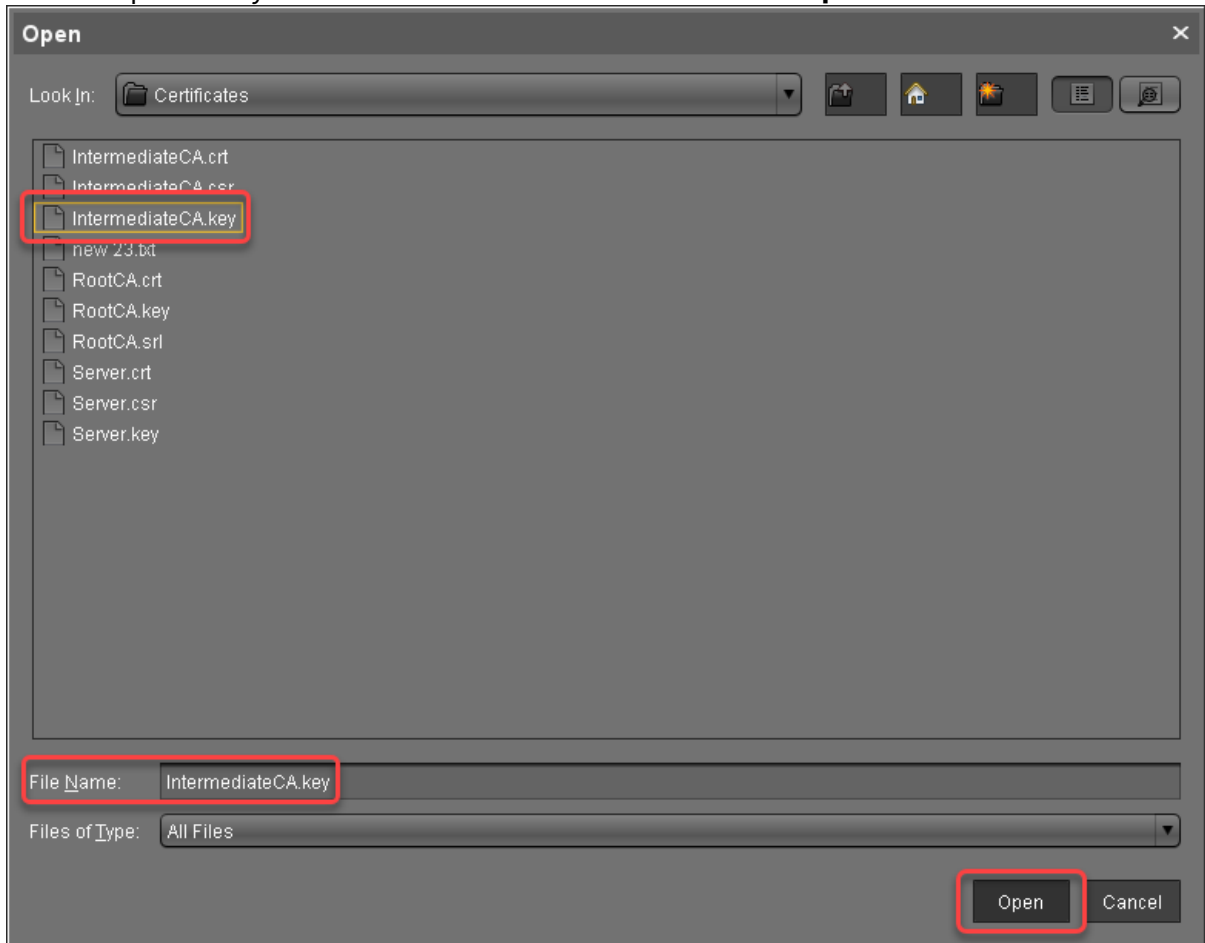 Open
Look In: Certificates
IntermediateCA.crt
IntermediateCA.csr
IntermediateCA.key
new 23.txt
RootCA.crt
RootCA.key
RootCA.srl
Server.crt
Server.csr
Server.key
File Name: IntermediateCA.key
Files of Type: All Files
Open Cancel